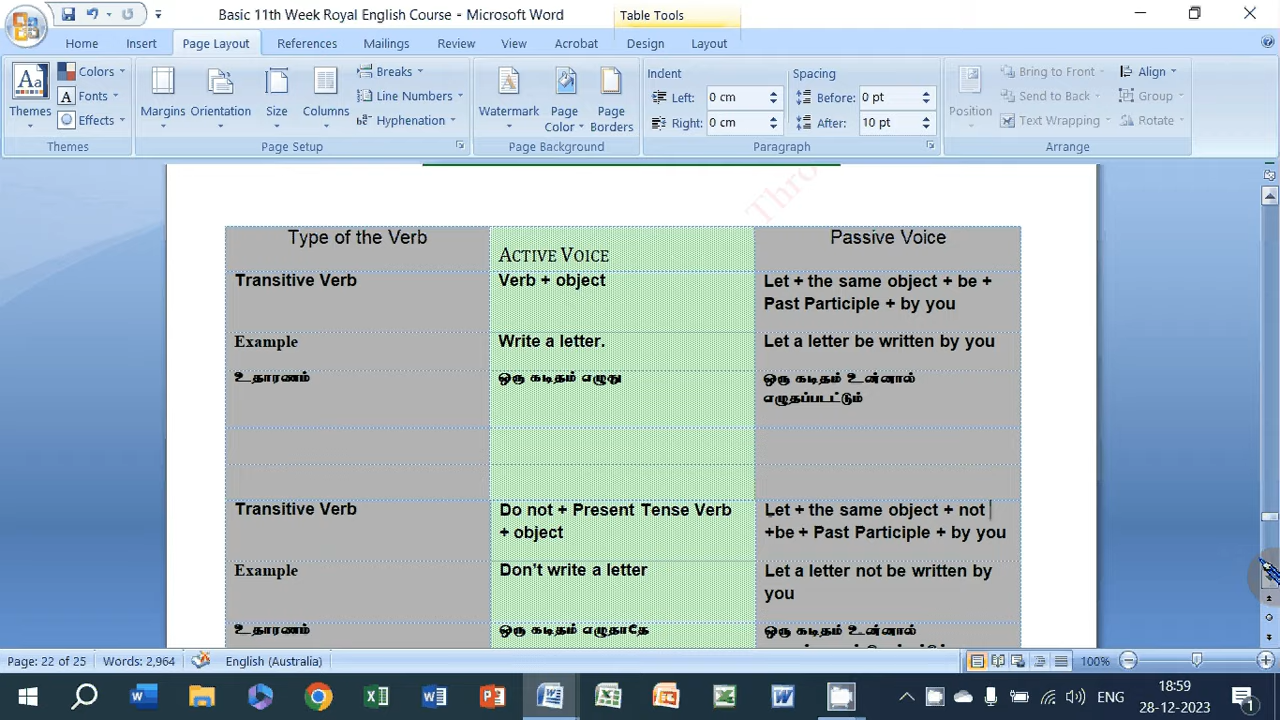 Basic 11th Week Royal English Course - Microsoft Word
Table Tools
Home Insert Page Layout References Mailings Review View Acrobat Design Layout
Themes
Colors
Fonts
Effects
Themes
Margins
Orientation
Size
Columns
Breaks
Line Numbers
Hyphenation
Page Setup
Watermark
Page
Color
Page
Borders
Page Background
Indent
Left: 0 cm
Right: 0 cm
Spacing
Before: 0 pt
After: 10 pt
Paragraph
Position
Bring to Front
Send to Back
Text Wrapping
Align
Group
Rotate
Arrange
Thro
Type of the Verb
ACTIVE VOICE
Passive Voice
Transitive Verb
Verb + object
Let + the same object + be +
Past Participle + by you
Example
Write a letter.
Let a letter be written by you
உதாரணம்
ஒரு கடிதம் எழுது
ஒரு கடிதம் உன்னால்
எழுதப்படட்டும்
Transitive Verb
Do not + Present Tense Verb
+ object
Let + the same object + not
+be + Past Participle + by you
Example
Don’t write a letter
Let a letter not be written by
you
உதாரணம்
ஒரு கடிதம் எழுதாதே
ஒரு கடிதம் உன்னால்
Page: 22 of 25
Words: 2,964
English (Australia)
100%
ENG
18:59
28-12-2023
1